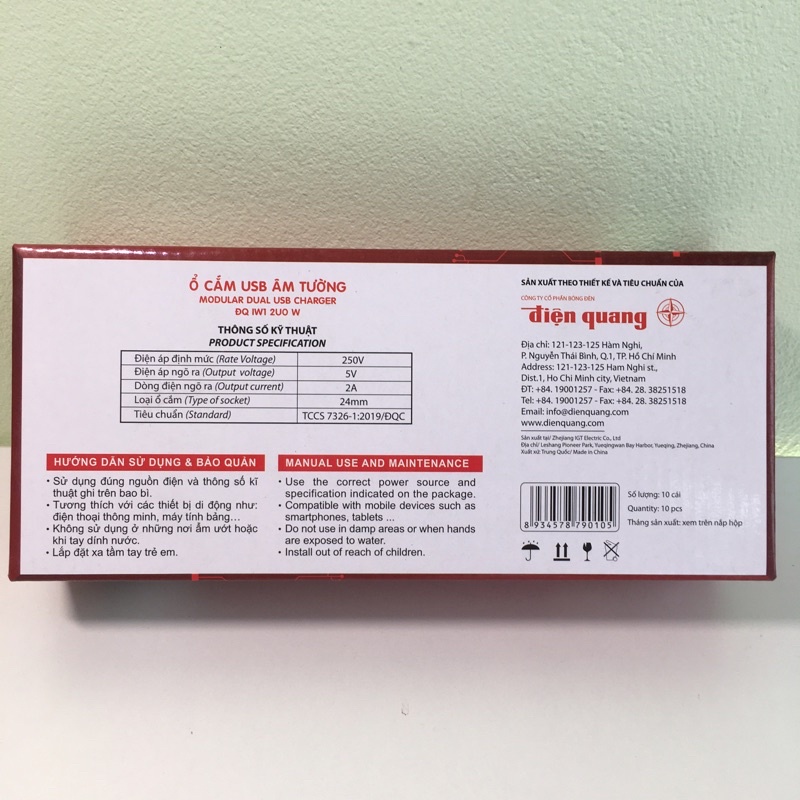 Ổ CẮM USB ÂM TƯỜNG
MODULAR DUAL USB CHARGER
ĐQ IW1 2U0 W
THÔNG SỐ KỸ THUẬT
PRODUCT SPECIFICATION
Điện áp định mức (Rate Voltage) 250V
Điện áp ngõ ra (Output voltage) 5V
Dòng điện ngõ ra (Output current) 2A
Loại ổ cắm (Type of socket) 24mm
Tiêu chuẩn (Standard) TCCS 7326-1:2019/ĐQC
HƯỚNG DẪN SỬ DỤNG & BẢO QUẢN
• Sử dụng đúng nguồn điện và thông số kĩ
thuật ghi trên bao bì.
• Tương thích với các thiết bị di động như:
điện thoại thông minh, máy tính bảng…
• Không sử dụng ở những nơi ẩm ướt hoặc
khi tay dính nước.
• Lắp đặt xa tầm tay trẻ em.
MANUAL USE AND MAINTENANCE
• Use the correct power source and
specification indicated on the package.
• Compatible with mobile devices such as
smartphones, tablets ...
• Do not use in damp areas or when hands
are exposed to water.
• Install out of reach of children.
SẢN XUẤT THEO THIẾT KẾ VÀ TIÊU CHUẨN CỦA
CÔNG TY CỔ PHẦN BÓNG ĐÈN
điện quang
Địa chỉ: 121-123-125 Hàm Nghi,
P. Nguyễn Thái Bình, Q.1, TP. Hồ Chí Minh
Address: 121-123-125 Ham Nghi st.,
Dist.1, Ho Chi Minh city, Vietnam
ĐT: +84. 19001257 - Fax: +84. 28. 38251518
Tel: +84. 19001257 - Fax: +84. 28. 38251518
Email: info@dienquang.com
www.dienquang.com
Sản xuất tại/ Zhejiang IGT Electric Co., Ltd
Địa chỉ/ Leshang Pioneer Park, Yueqingwan Bay Harbor, Yueqing, Zhejiang, China
Xuất xứ Trung Quốc/ Made in China
8 934578 790105
Số lượng: 10 cái
Quantity: 10 pcs
Tháng sản xuất: xem trên nắp hộp